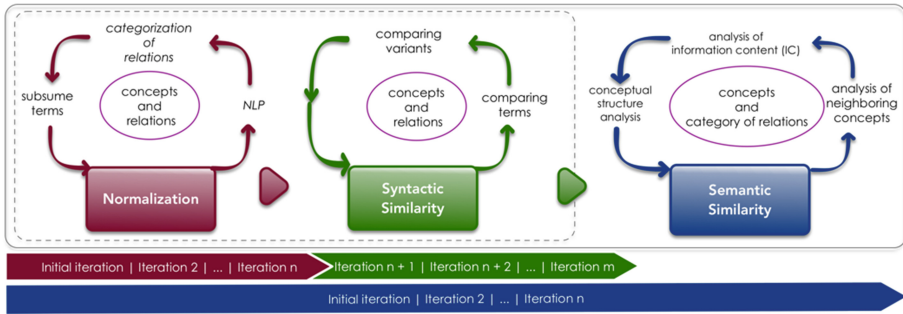 categorization
of
relations
subsume
terms
concepts
and
relations
NLP
Normalization
comparing
variants
concepts
and
relations
comparing
terms
Syntactic
Similarity
analysis of
information content (IC)
conceptual
structure
analysis
concepts
and
category of relations
analysis of
neighboring
concepts
Semantic
Similarity
Initial iteration | Iteration 2 | ... | Iteration n
Iteration n + 1 | Iteration n + 2 | ... | Iteration m
Initial iteration | Iteration 2 | ... | Iteration n